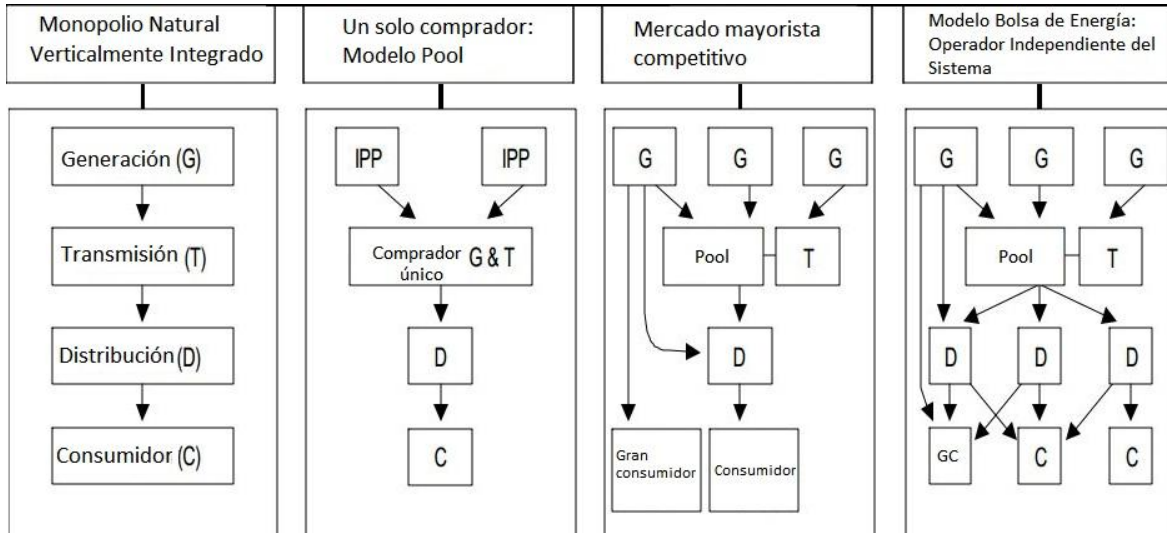 Monopolio Natural
Verticalmente Integrado
Generación (G)
Transmisión (T)
Distribución (D)
Consumidor (C)
Un solo comprador:
Modelo Pool
IPP
IPP
Comprador G & T
único
D
C
Mercado mayorista
competitivo
G
G
G
Pool
T
D
Gran
consumidor
Consumidor
Modelo Bolsa de Energía:
Operador Independiente del
Sistema
G
G
G
Pool
T
D
D
D
GC
C
C